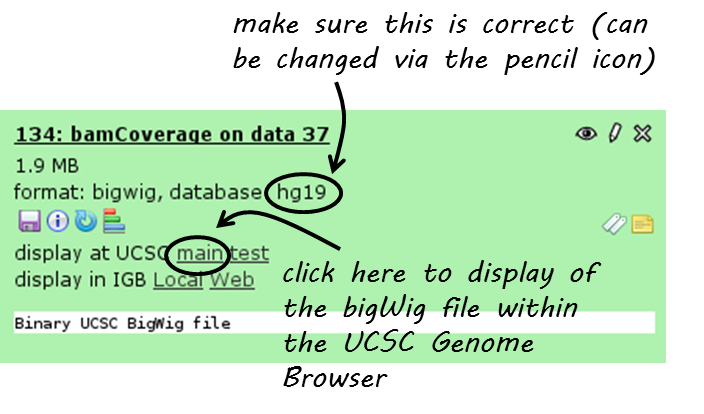 make sure this is correct (can
be changed via the pencil icon)
134: bamCoverage on data 37
1.9 MB
format: bigwig, database: hg19
display at UCSC main test
display in IGB Local Web
click here to display of
the bigWig file within
the UCSC Genome
Browser
Binary UCSC BigWig file